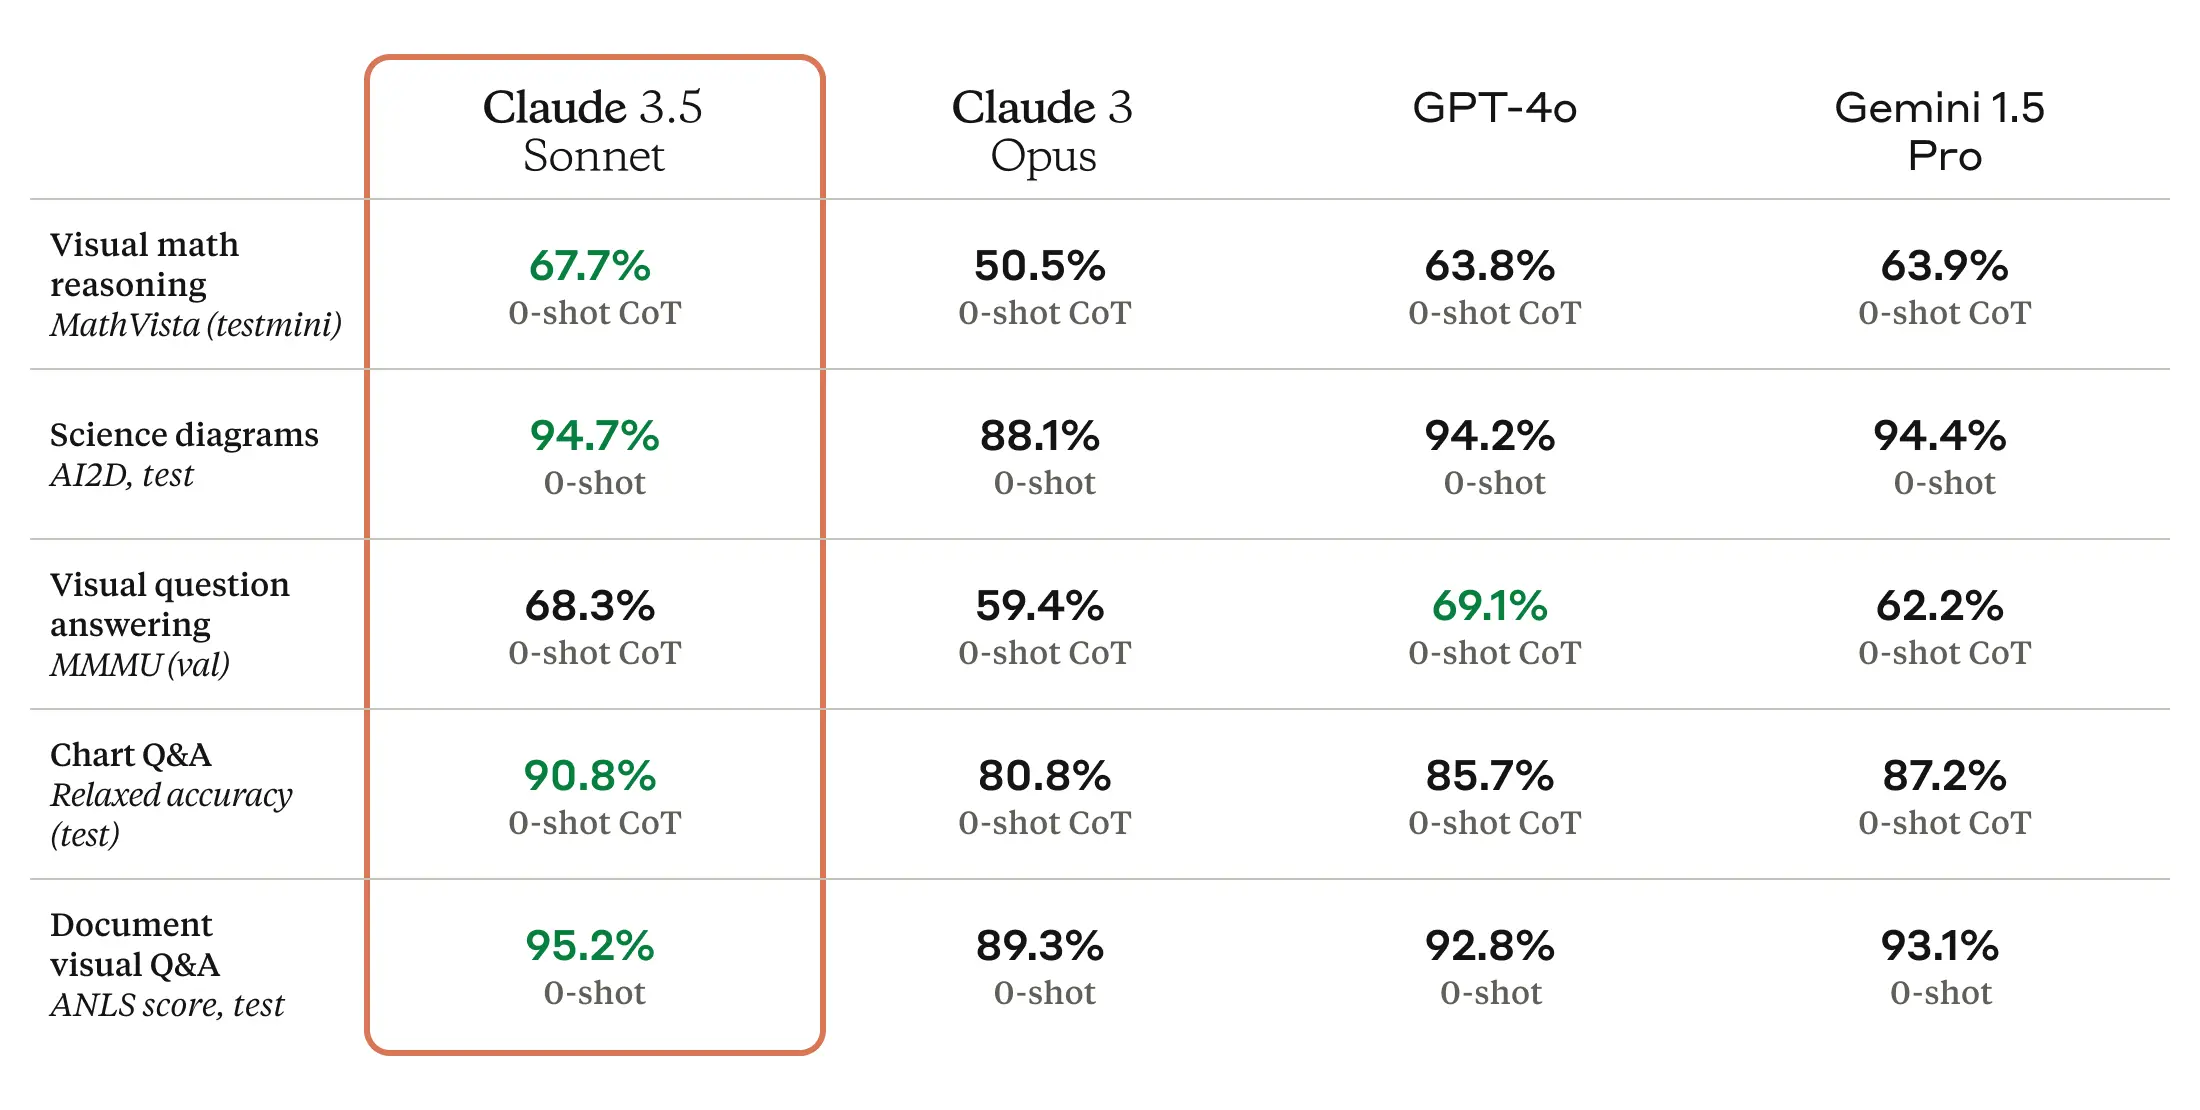 Claude 3.5
Sonnet
Claude 3
Opus
GPT-4o
Gemini 1.5
Pro
Visual math
reasoning
MathVista (testmini)
67.7%
0-shot CoT
50.5%
0-shot CoT
63.8%
0-shot CoT
63.9%
0-shot CoT
Science diagrams
AI2D, test
94.7%
0-shot
88.1%
0-shot
94.2%
0-shot
94.4%
0-shot
Visual question
answering
MMMU (val)
68.3%
0-shot CoT
59.4%
0-shot CoT
69.1%
0-shot CoT
62.2%
0-shot CoT
Chart Q&A
Relaxed accuracy
(test)
90.8%
0-shot CoT
80.8%
0-shot CoT
85.7%
0-shot CoT
87.2%
0-shot CoT
Document
visual Q&A
ANLS score, test
95.2%
0-shot
89.3%
0-shot
92.8%
0-shot
93.1%
0-shot